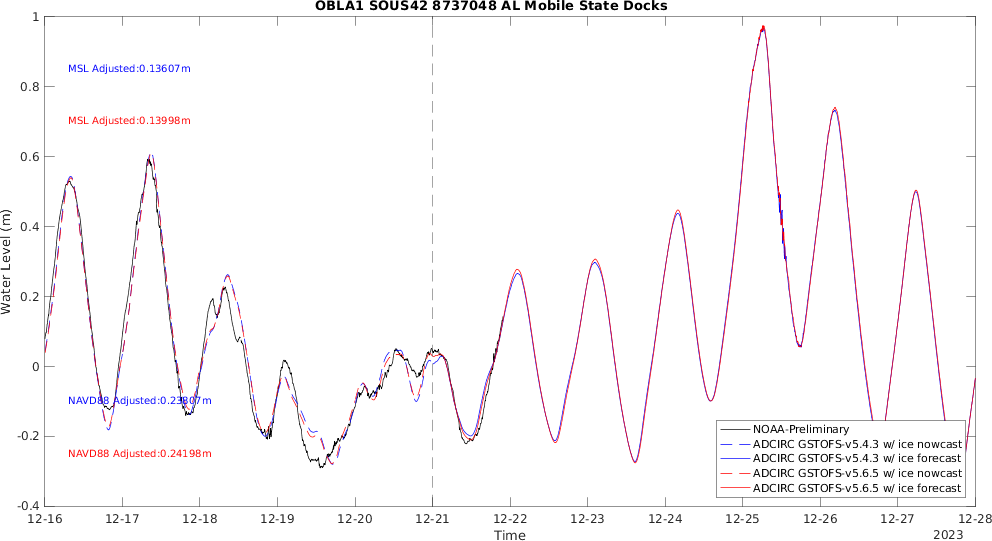 OBLA1 SOUS42 8737048 AL Mobile State Docks
MSL Adjusted:0.13607m
MSL Adjusted:0.13998m
NAVD88 Adjusted:0.23807m
NAVD88 Adjusted:0.24198m
Water Level (m)
1
0.8
0.6
0.4
0.2
0
-0.2
-0.4
NOAA-Preliminary
ADCIRC GSTOFS-v5.4.3 w/ ice nowcast
ADCIRC GSTOFS-v5.4.3 w/ ice forecast
ADCIRC GSTOFS-v5.6.5 w/ ice nowcast
ADCIRC GSTOFS-v5.6.5 w/ ice forecast
12-16 12-17 12-18 12-19 12-20 12-21 12-22 12-23 12-24 12-25 12-26 12-27 12-28
Time
2023